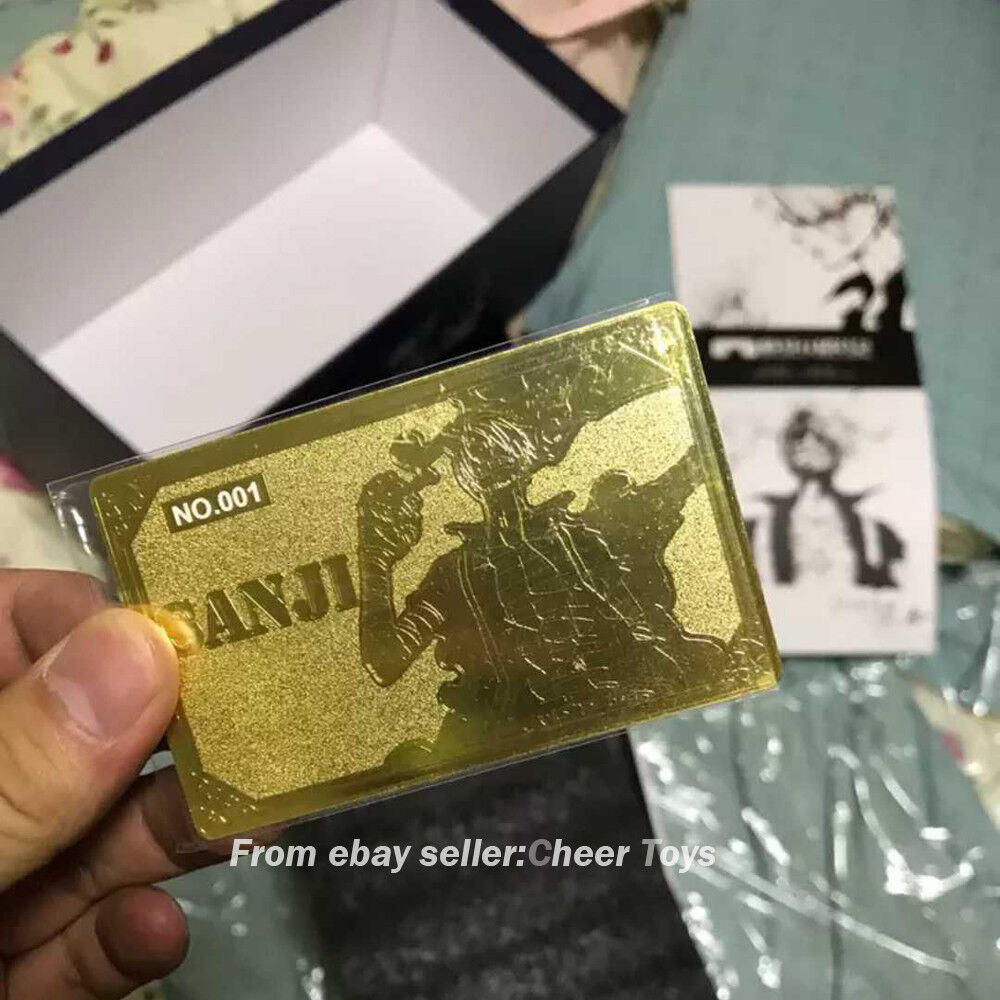 NO.001
SANJI
From ebay seller:Cheer Toys